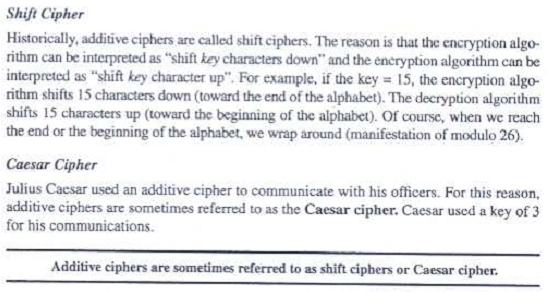 Shift Cipher
Historically, additive ciphers are called shift ciphers. The reason is that the encryption algo-
rithm can be interpreted as “shift key characters down” and the encryption algorithm can be
interpreted as “shift key character up”. For example, if the key = 15, the encryption algo-
rithm shifts 15 characters down (toward the end of the alphabet). The decryption algorithm
shifts 15 characters up (toward the beginning of the alphabet). Of course, when we reach
the end or the beginning of the alphabet, we wrap around (manifestation of modulo 26).
Caesar Cipher
Julius Caesar used an additive cipher to communicate with his officers. For this reason,
additive ciphers are sometimes referred to as the Caesar cipher. Caesar used a key of 3
for his communications.
Additive ciphers are sometimes referred to as shift ciphers or Caesar cipher.